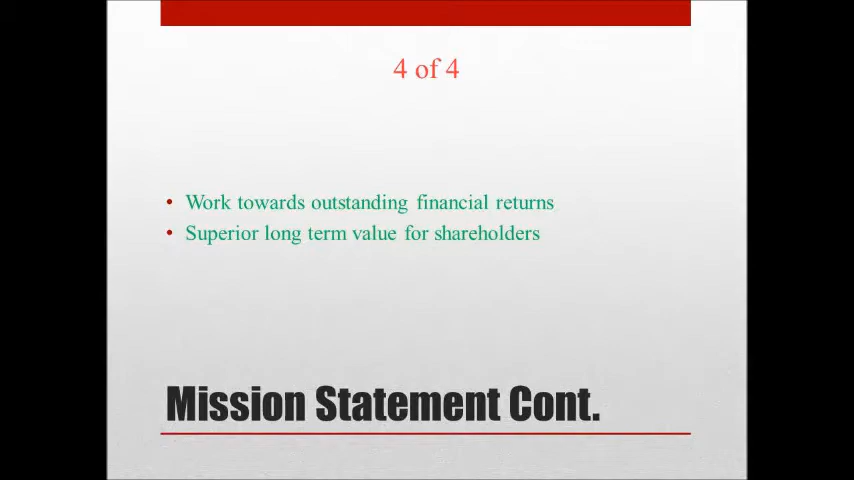 4 of 4
• Work towards outstanding financial returns
• Superior long term value for shareholders
Mission Statement Cont.